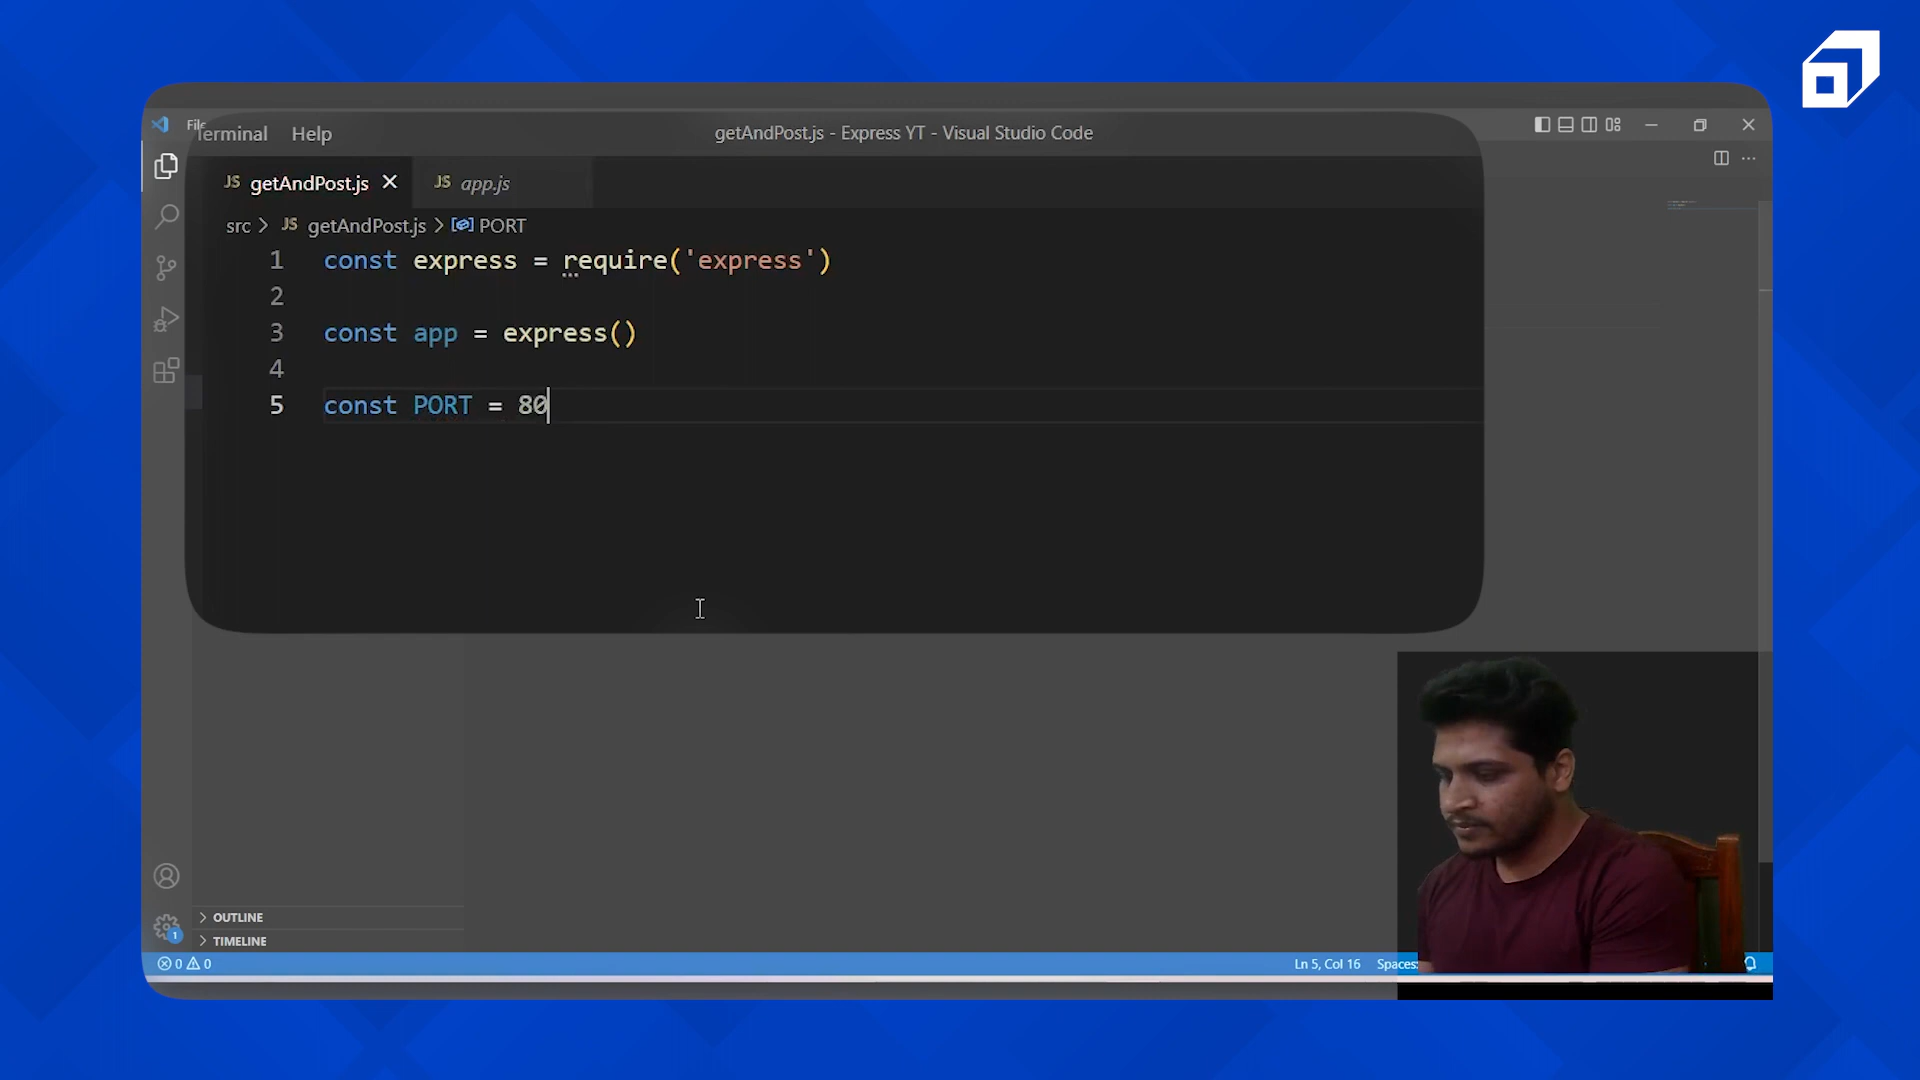 File
Terminal Help
getAndPost.js - Express YT - Visual Studio Code
JS getAndPost.js
JS app.js
src > JS getAndPost.js > PORT
1 const express = require('express')
2
3 const app = express()
4
5 const PORT = 80
1
> OUTLINE
> TIMELINE
0 0
Ln 5, Col 16 Spaces: